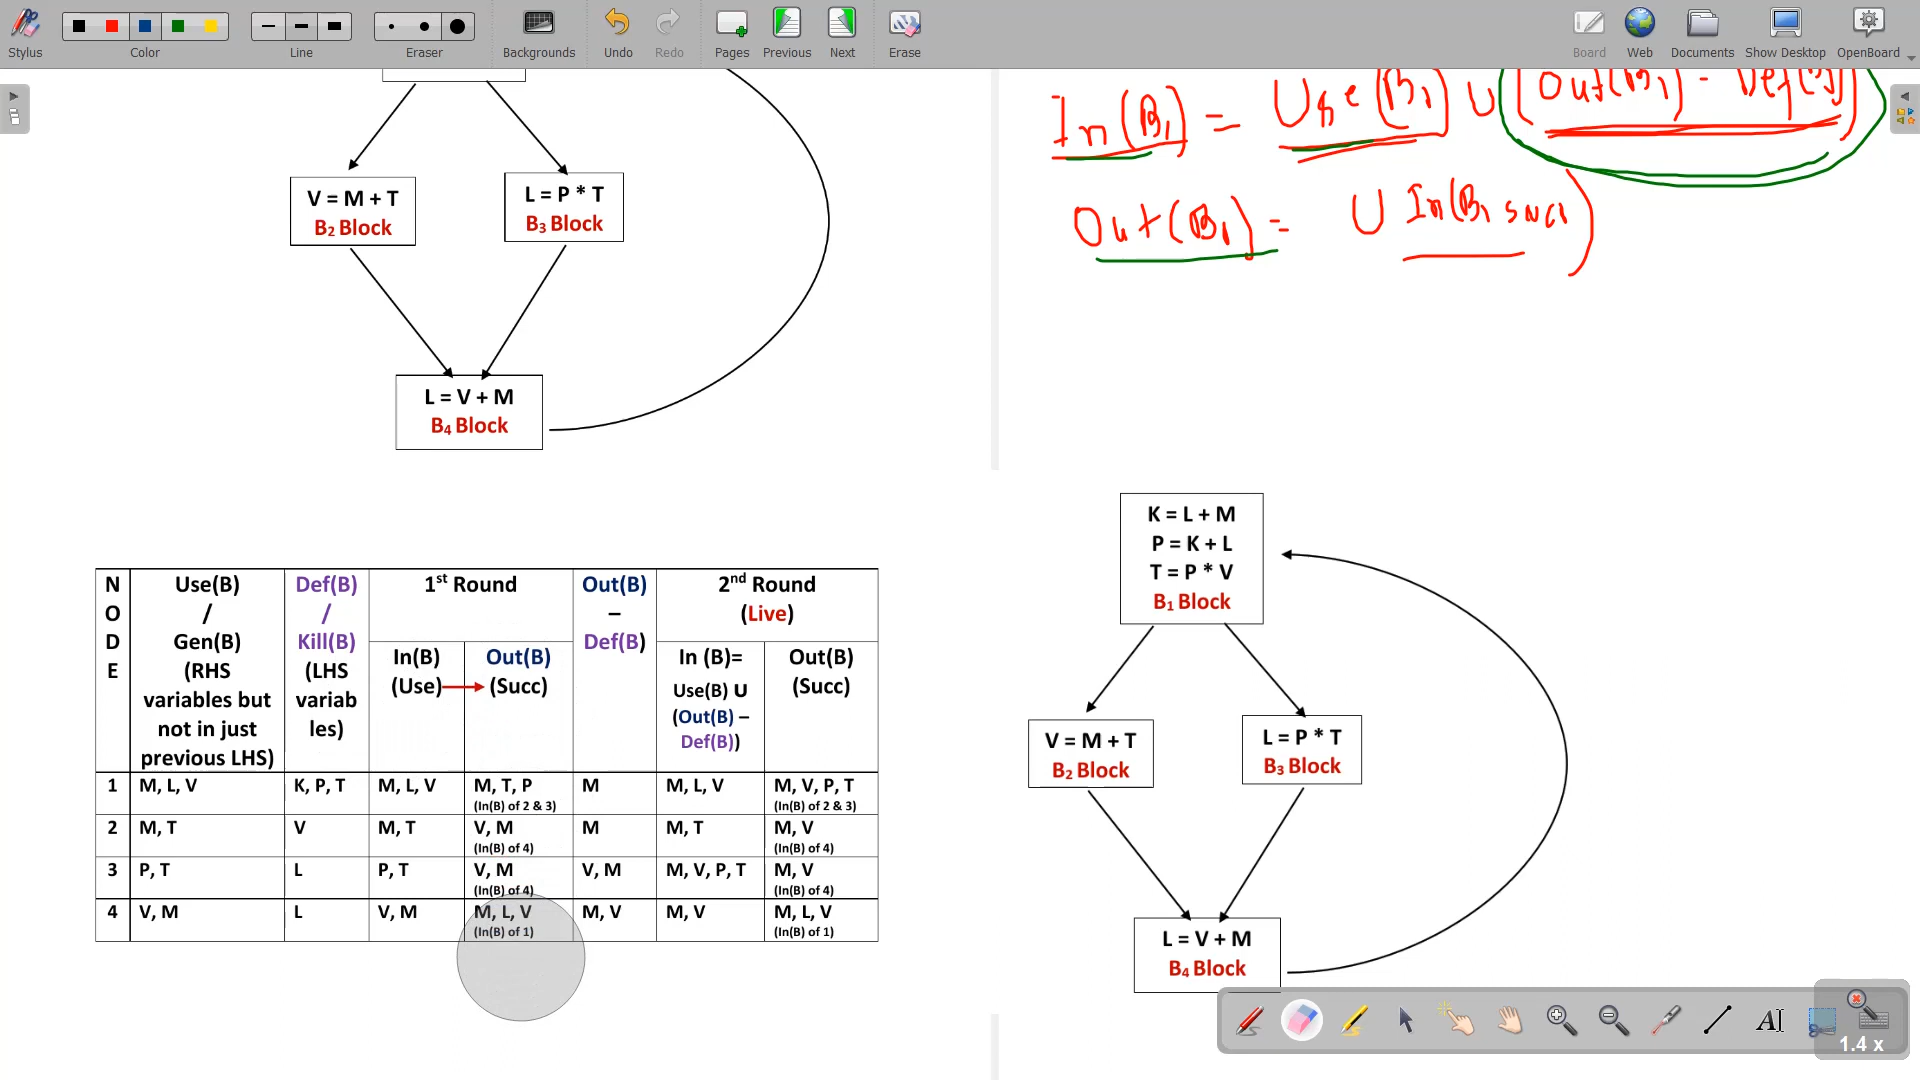 Stylus
Color
Line
Eraser
Backgrounds
Undo
Redo
Pages
Previous
Next
Erase
Board
Web
Documents
Show Desktop
OpenBoard
V = M + T
B₂ Block
L = P * T
B₃ Block
L = V + M
B₄ Block
In(B₁) = Use(B₁) ∪ (Out(B₁) - Def(B₁))
Out(B₁) = ∪ In(B₁ succ)
N O D E
Use(B)
/
Gen(B)
(RHS
variables but
not in just
previous LHS)
Def(B)
/
Kill(B)
(LHS
variab
les)
1st Round
In(B)
(Use)
Out(B)
(Succ)
Out(B)
–
Def(B)
2nd Round
(Live)
In (B)=
Use(B) U
(Out(B) –
Def(B))
Out(B)
(Succ)
1 M, L, V K, P, T M, L, V M, T, P M M, L, V M, V, P, T
(In(B) of 2 & 3) (In(B) of 2 & 3)
2 M, T V M, T V, M M M, T M, V
(In(B) of 4) (In(B) of 4)
3 P, T L P, T V, M V, M M, V, P, T M, V
(In(B) of 4) (In(B) of 4)
4 V, M L V, M M, L, V M, V M, V M, L, V
(In(B) of 1) (In(B) of 1)
K = L + M
P = K + L
T = P * V
B₁ Block
V = M + T
B₂ Block
L = P * T
B₃ Block
L = V + M
B₄ Block
1.4 x